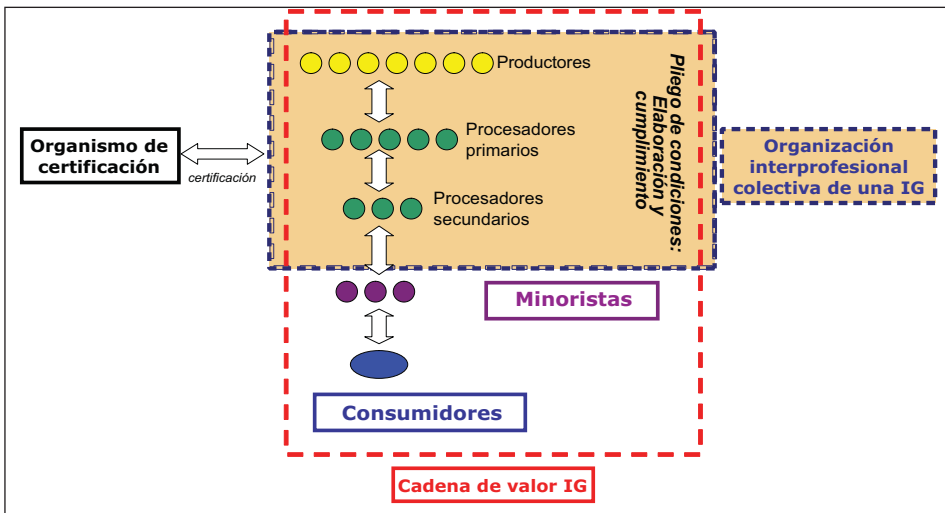 Productores
Procesadores
primarios
Procesadores
secundarios
Pliego de condiciones:
Elaboración y
cumplimiento
Organismo de
certificación
certificación
Organización
interprofesional
colectiva de una IG
Minoristas
Consumidores
Cadena de valor IG